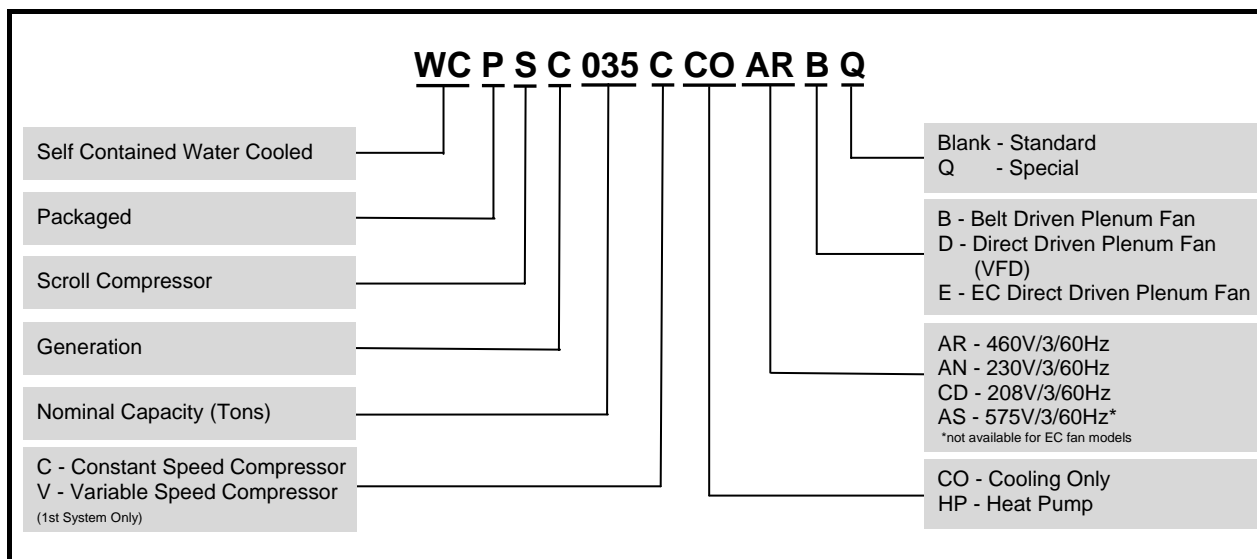 WC P S C 035 C CO AR B Q
Self Contained Water Cooled
Packaged
Scroll Compressor
Generation
Nominal Capacity (Tons)
C - Constant Speed Compressor
V - Variable Speed Compressor
(1st System Only)
Blank - Standard
Q - Special
B - Belt Driven Plenum Fan
D - Direct Driven Plenum Fan
(VFD)
E - EC Direct Driven Plenum Fan
AR - 460V/3/60Hz
AN - 230V/3/60Hz
CD - 208V/3/60Hz
AS - 575V/3/60Hz*
*not available for EC fan models
CO - Cooling Only
HP - Heat Pump